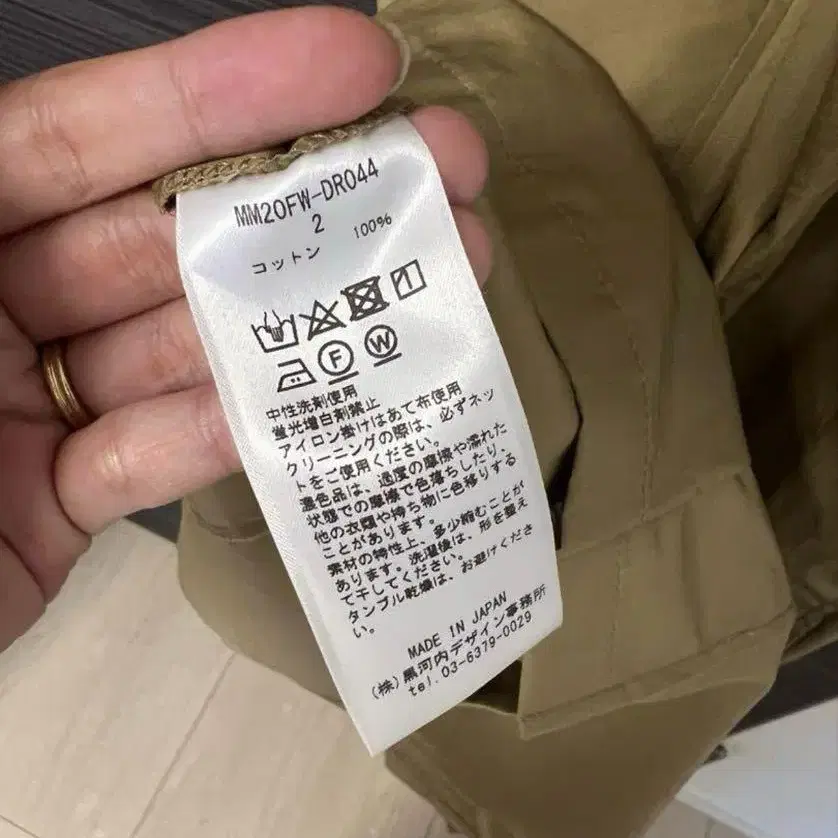 MM20FW-DR044
2
コットン 100%
F W
中性洗剤使用
蛍光増白剤禁止
アイロン掛けはあて布使用
クリーニングの際は、必ずネッ
トをご使用ください。
濃色品は、過度の摩擦や濡れた
状態での摩擦で色落ちしたり、
他の衣類や持ち物に色移りする
ことがあります。
素材の特性上、多少縮むことが
あります。洗濯後は、形を整え
て干してください。
タンブル乾燥は、お避けくださ
い。
MADE IN JAPAN
(株)黒河内デザイン事務所
tel.03-6379-0029